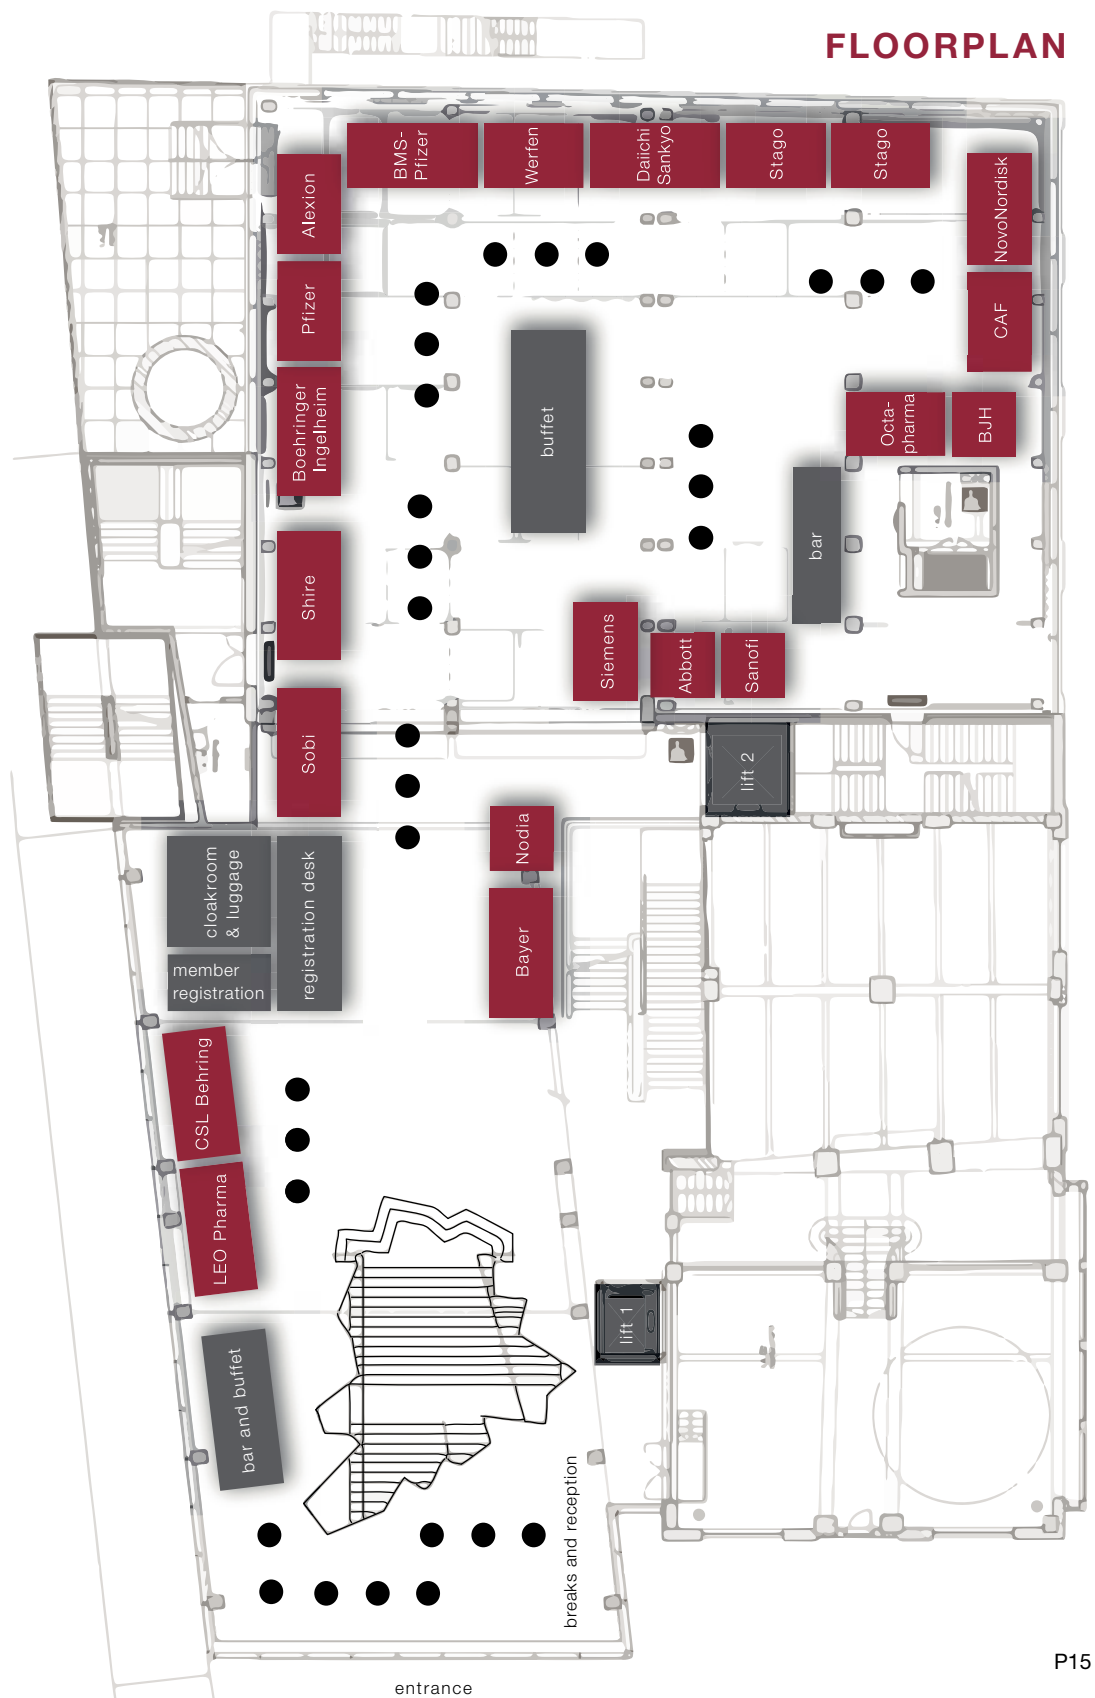 FLOORPLAN
BMS-
Pfizer
Werfen
Daiichi
Sankyo
Stago
Stago
Alexion
NovoNordisk
Pfizer
CAF
Boehringer
Ingelheim
buffet
Octa-
pharma
BJH
bar
Shire
Siemens
Abbott
Sanofi
Sobi
lift 2
Nodia
cloakroom
& luggage
registration desk
Bayer
member
registration
CSL Behring
LEO Pharma
lift 1
bar and buffet
breaks and reception
P15
entrance